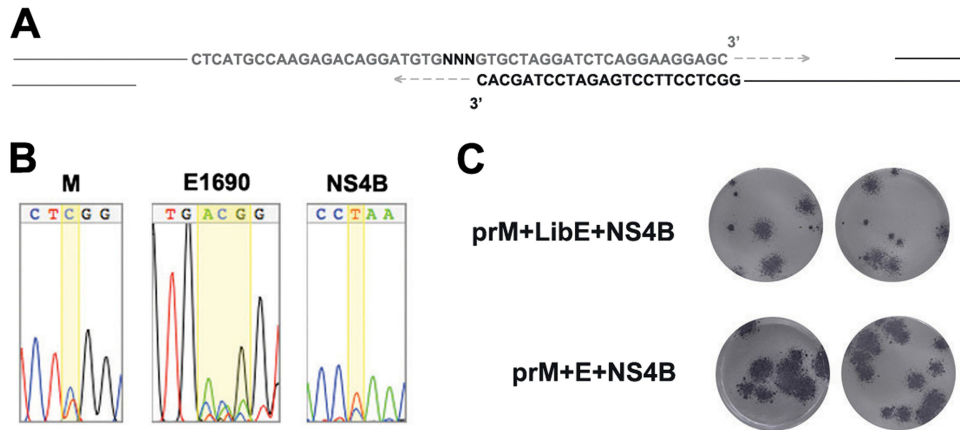 A
3’
CTCATGCCAAGAGACAGGATGTGNNNGTGCTAGGATCTCAGGAAGGAGC
CACGATCCTAGAGTCCTTCCTCGG
3’
B
M E1690 NS4B
C T C G G T G A C G G C C T A A
C
prM+LibE+NS4B
prM+E+NS4B